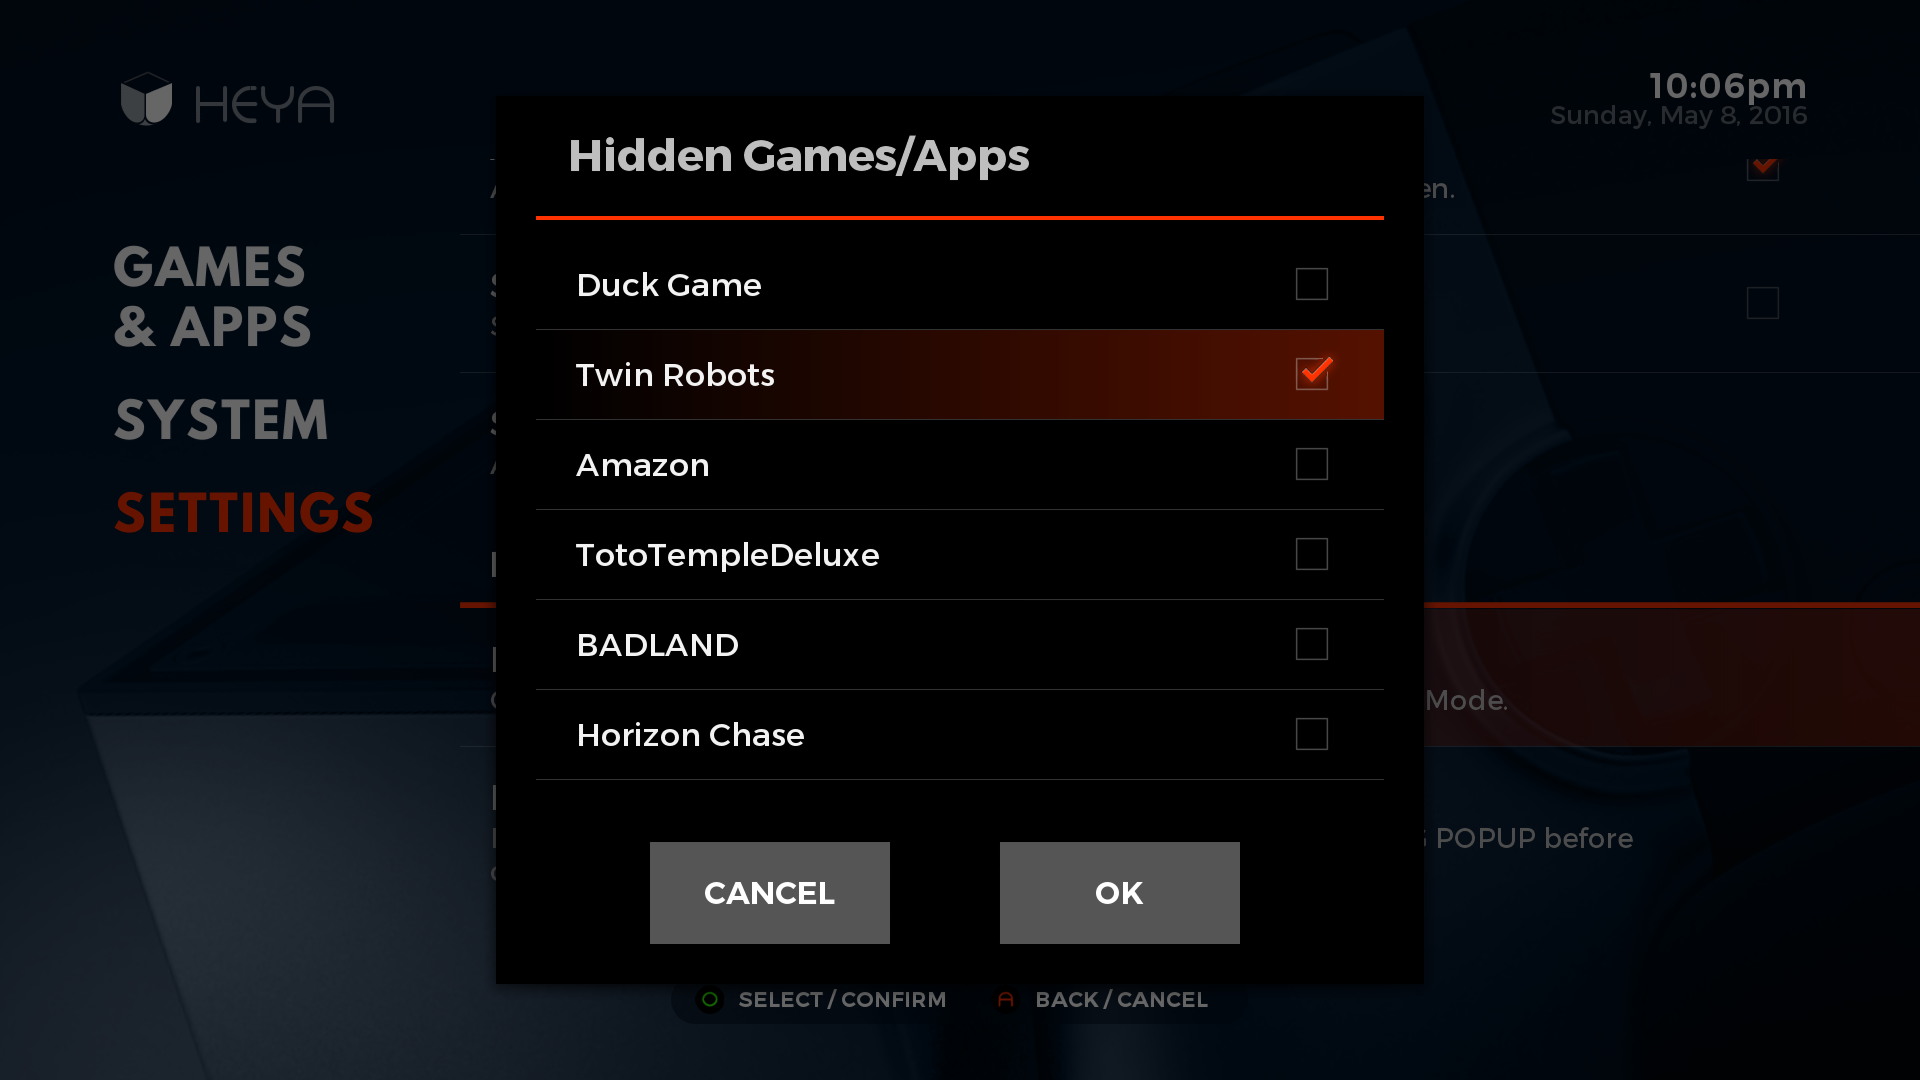 HEYA
10:06pm
Sunday, May 8, 2016
Hidden Games/Apps
en.
GAMES
& APPS
SYSTEM
SETTINGS
Duck Game
Twin Robots
Amazon
TotoTempleDeluxe
BADLAND
Horizon Chase
Mode.
POPUP before
CANCEL
OK
SELECT / CONFIRM
A BACK / CANCEL